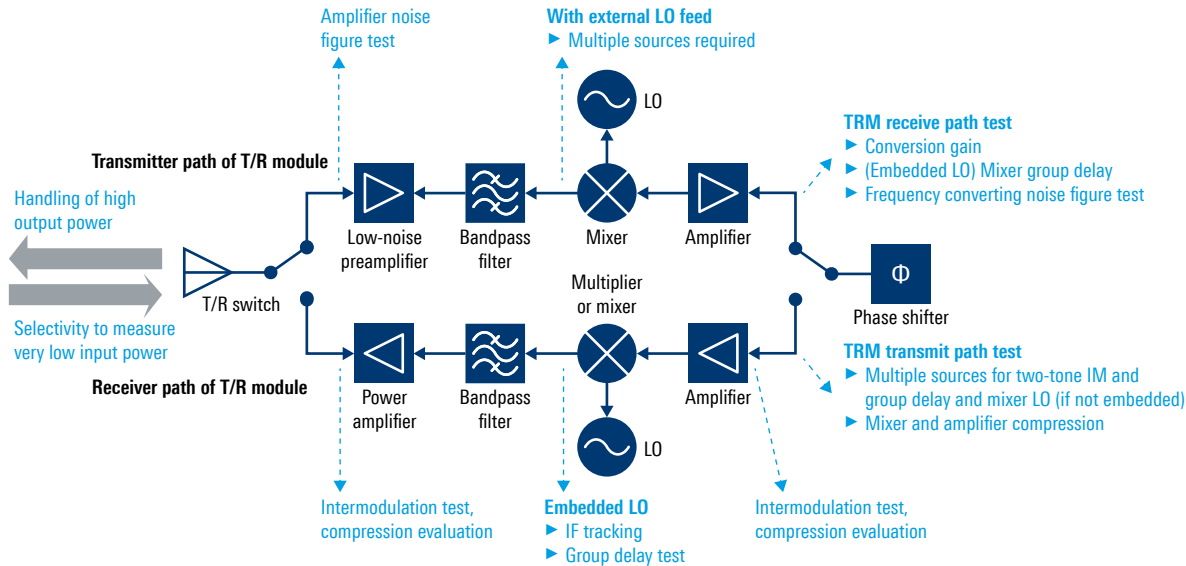 Amplifier noise
figure test
With external LO feed
► Multiple sources required
LO
Transmitter path of T/R module
TRM receive path test
► Conversion gain
► (Embedded LO) Mixer group delay
► Frequency converting noise figure test
Handling of high
output power
Low-noise
preamplifier
Bandpass
filter
Mixer
Amplifier
T/R switch
Multiplier
or mixer
Φ
Phase shifter
Selectivity to measure
very low input power
Receiver path of T/R module
Power
amplifier
Bandpass
filter
Amplifier
LO
TRM transmit path test
► Multiple sources for two-tone IM and
group delay and mixer LO (if not embedded)
► Mixer and amplifier compression
Intermodulation test,
compression evaluation
Embedded LO
► IF tracking
► Group delay test
Intermodulation test,
compression evaluation